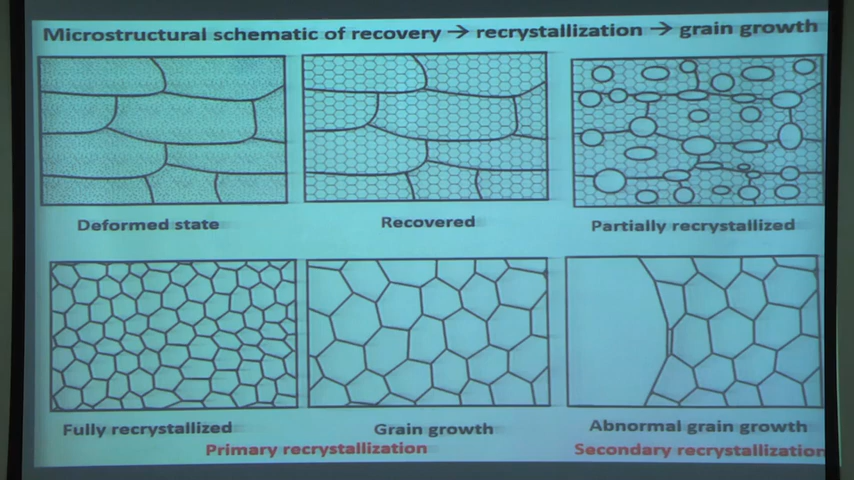 Microstructural schematic of recovery → recrystallization → grain growth
Deformed state
Recovered
Partially recrystallized
Fully recrystallized
Grain growth
Abnormal grain growth
Primary recrystallization
Secondary recrystallization